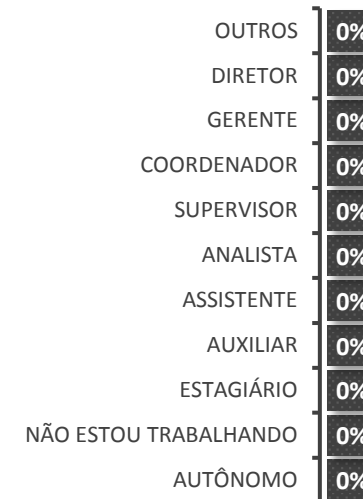 OUTROS 0%
DIRETOR 0%
GERENTE 0%
COORDENADOR 0%
SUPERVISOR 0%
ANALISTA 0%
ASSISTENTE 0%
AUXILIAR 0%
ESTAGIÁRIO 0%
NÃO ESTOU TRABALHANDO 0%
AUTÔNOMO 0%